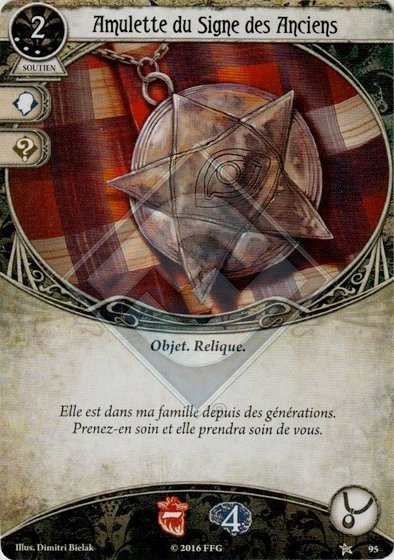 2
Amulette du Signe des Anciens
SOUTIEN
?
Objet. Relique.
Elle est dans ma famille depuis des générations.
Prenez-en soin et elle prendra soin de vous.
– 4
Illus. Dimitri Bielak
© 2016 FFG
95